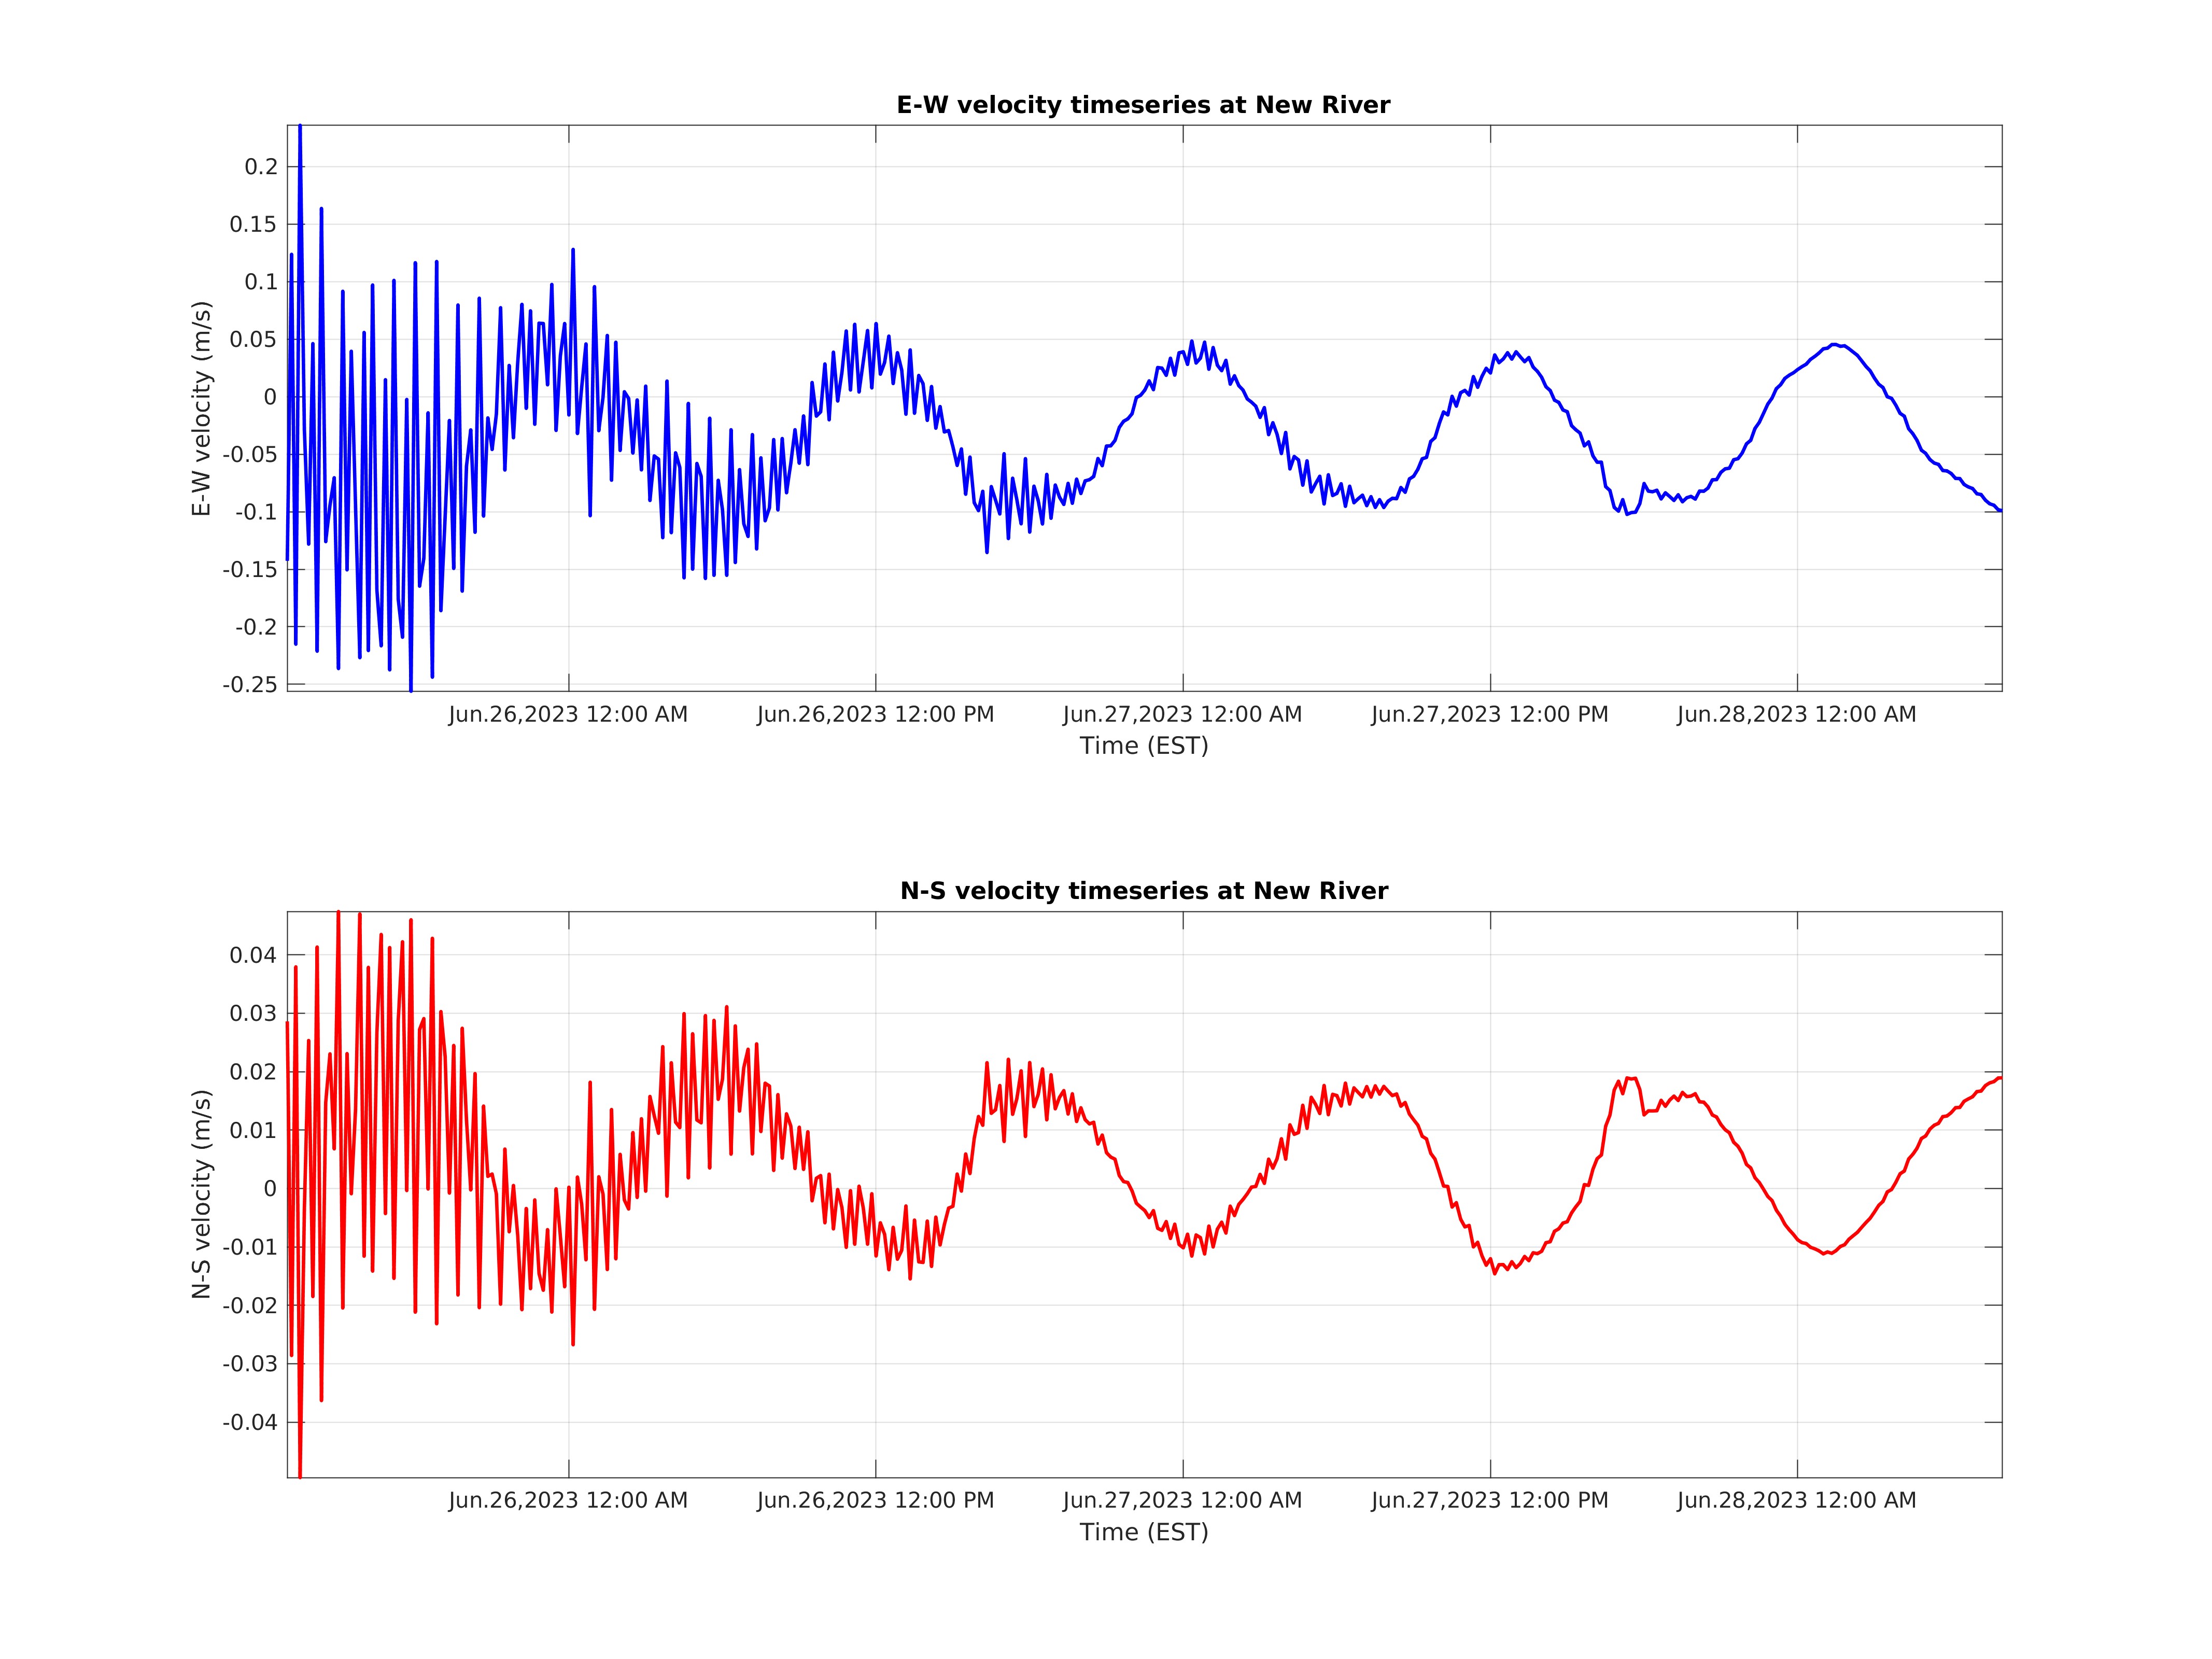 E-W velocity timeseries at New River
E-W velocity (m/s)
0.2
0.15
0.1
0.05
0
-0.05
-0.1
-0.15
-0.2
-0.25
Jun.26,2023 12:00 AM
Jun.26,2023 12:00 PM
Jun.27,2023 12:00 AM
Jun.27,2023 12:00 PM
Jun.28,2023 12:00 AM
Time (EST)
N-S velocity timeseries at New River
N-S velocity (m/s)
0.04
0.03
0.02
0.01
0
-0.01
-0.02
-0.03
-0.04
Jun.26,2023 12:00 AM
Jun.26,2023 12:00 PM
Jun.27,2023 12:00 AM
Jun.27,2023 12:00 PM
Jun.28,2023 12:00 AM
Time (EST)